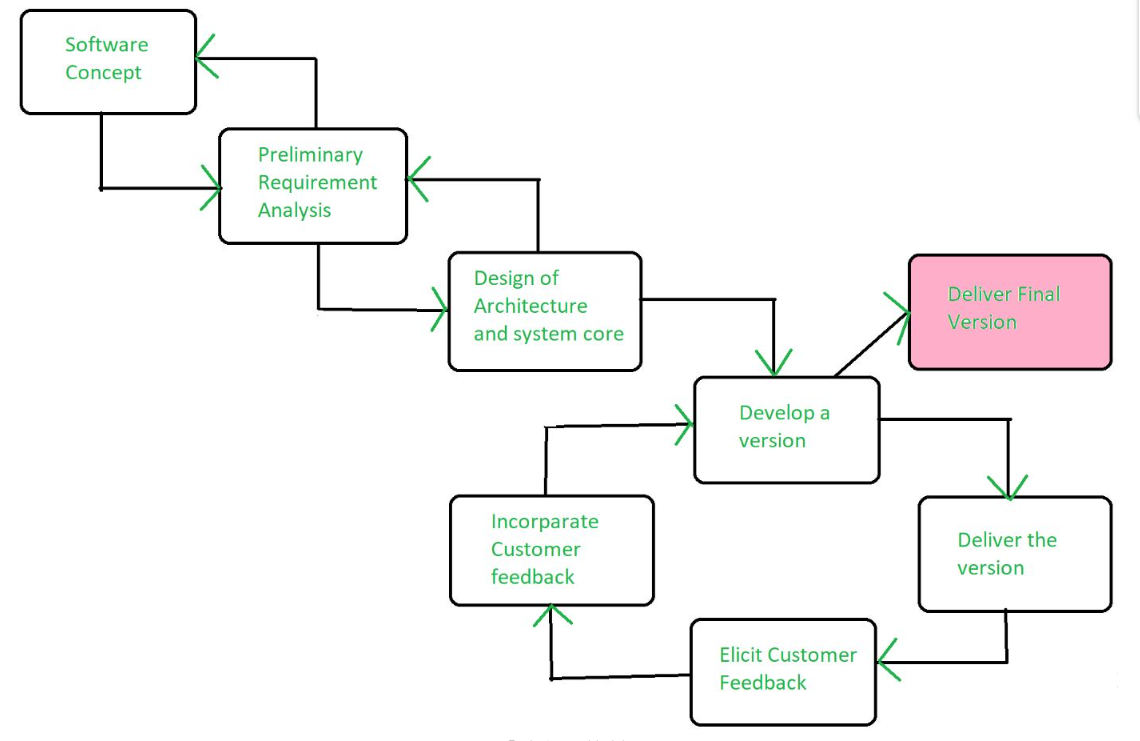 Software
Concept
Preliminary
Requirement
Analysis
Design of
Architecture
and system core
Deliver Final
Version
Develop a
version
Incorparate
Customer
feedback
Deliver the
version
Elicit Customer
Feedback